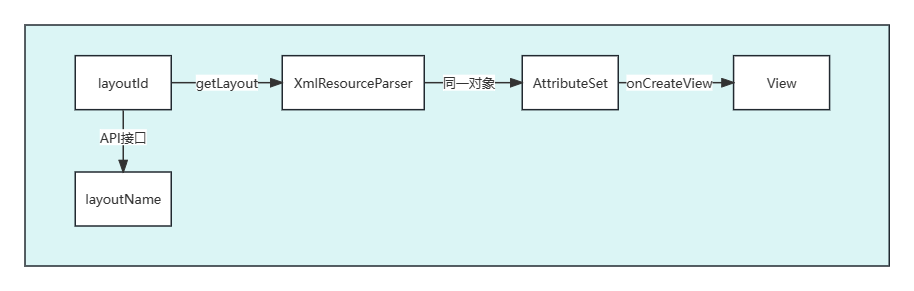 layoutId
getLayout
XmlResourceParser
同一对象
AttributeSet
onCreateView
View
API接口
layoutName